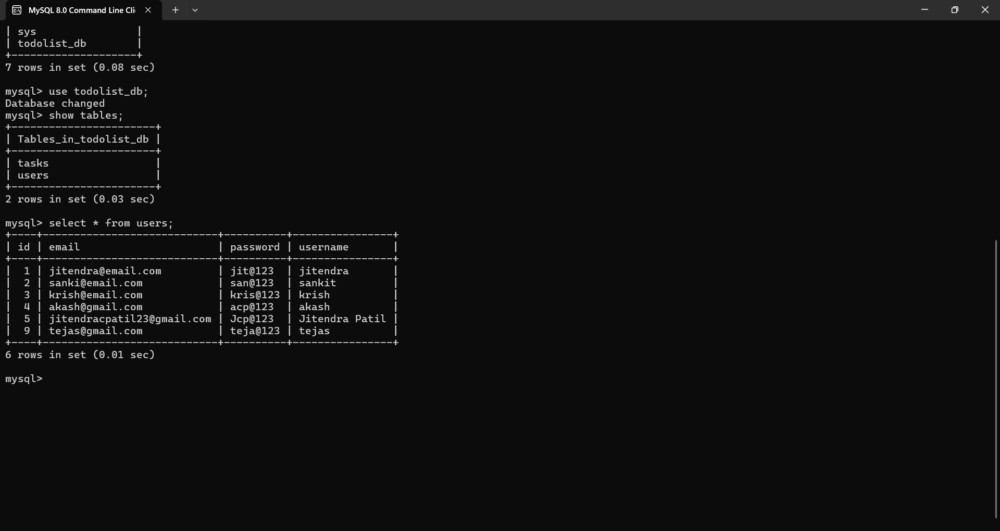 MySQL 8.0 Command Line Cli
| sys                |
| todolist_db        |
+--------------------+
7 rows in set (0.08 sec)
mysql> use todolist_db;
Database changed
mysql> show tables;
+-----------------------+
| Tables_in_todolist_db |
+-----------------------+
| tasks                 |
| users                 |
+-----------------------+
2 rows in set (0.03 sec)
mysql> select * from users;
+----+----------------------------+----------+----------------+
| id | email                      | password | username       |
+----+----------------------------+----------+----------------+
|  1 | jitendra@email.com         | jit@123  | jitendra       |
|  2 | sanki@email.com            | san@123  | sankit         |
|  3 | krish@email.com            | kris@123 | krish          |
|  4 | akash@gmail.com            | acp@123  | akash          |
|  5 | jitendracpatil23@gmail.com | Jcp@123  | Jitendra Patil |
|  9 | tejas@gmail.com            | teja@123 | tejas          |
+----+----------------------------+----------+----------------+
6 rows in set (0.01 sec)
mysql>